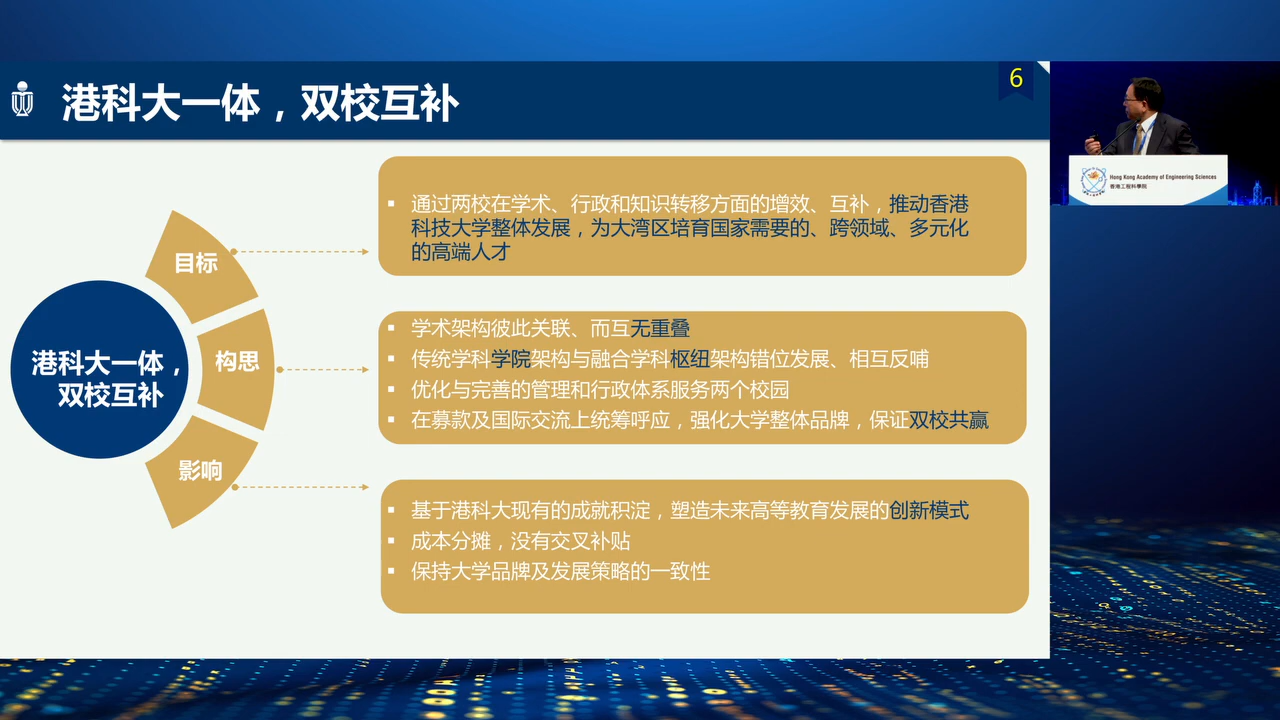 港科大一体，双校互补
6
Hong Kong Academy of Engineering Sciences
香港工程科學院
港科大一体，
双校互补
目标
▪ 通过两校在学术、行政和知识转移方面的增效、互补，推动香港
科技大学整体发展，为大湾区培育国家需要的、跨领域、多元化
的高端人才
构思
▪ 学术架构彼此关联、而互无重叠
▪ 传统学科学院架构与融合学科枢纽架构错位发展、相互反哺
▪ 优化与完善的管理和行政体系服务两个校园
▪ 在募款及国际交流上统筹呼应，强化大学整体品牌，保证双校共赢
影响
▪ 基于港科大现有的成就积淀，塑造未来高等教育发展的创新模式
▪ 成本分摊，没有交叉补贴
▪ 保持大学品牌及发展策略的一致性